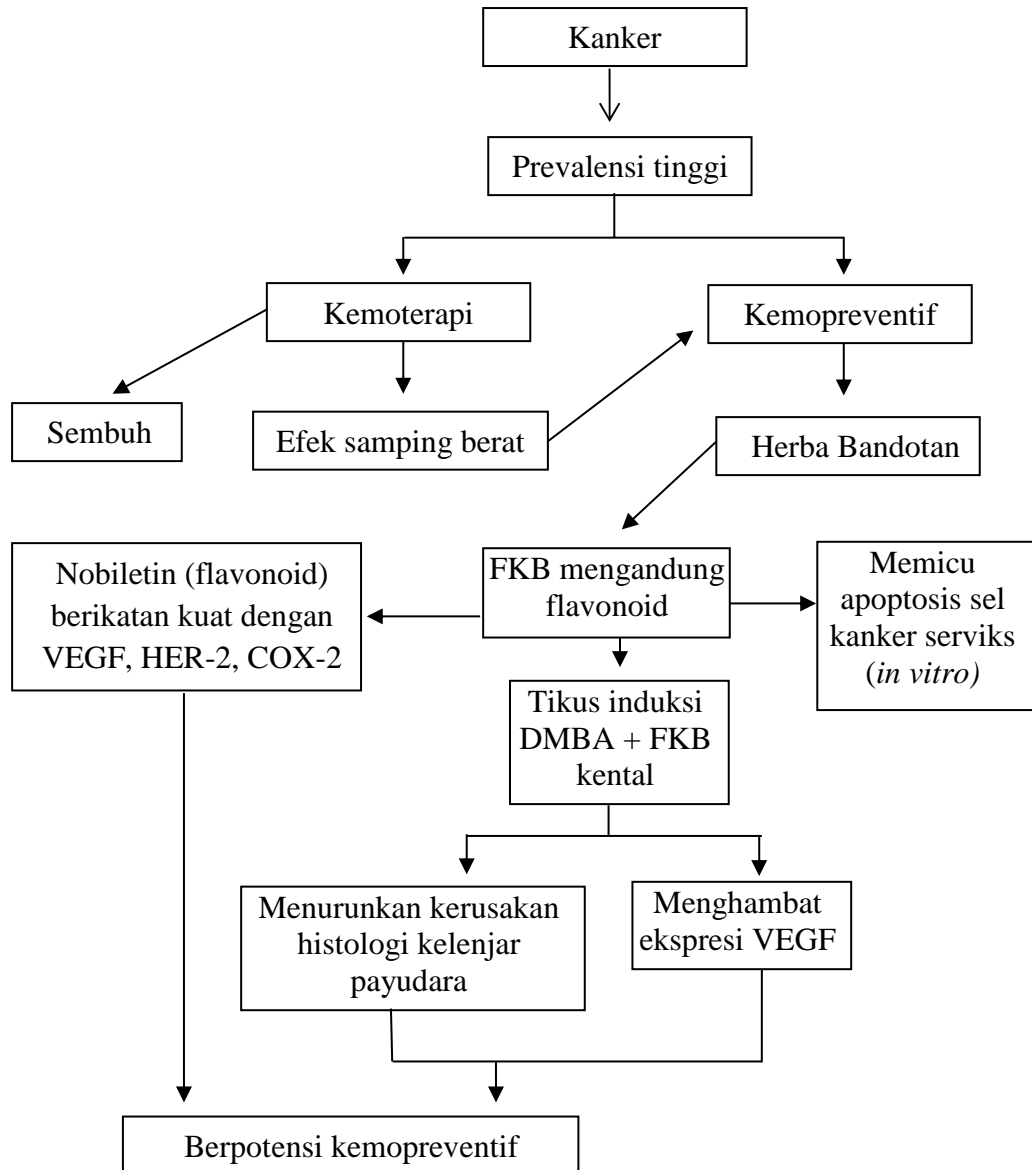 Kanker
Prevalensi tinggi
Kemoterapi
Kemopreventif
Sembuh
Efek samping berat
Herba Bandotan
Nobiletin (flavonoid)
berikatan kuat dengan
VEGF, HER-2, COX-2
FKB mengandung
flavonoid
Memicu
apoptosis sel
kanker serviks
(in vitro)
Tikus induksi
DMBA + FKB
kental
Menurunkan kerusakan
histologi kelenjar
payudara
Menghambat
ekspresi VEGF
Berpotensi kemopreventif